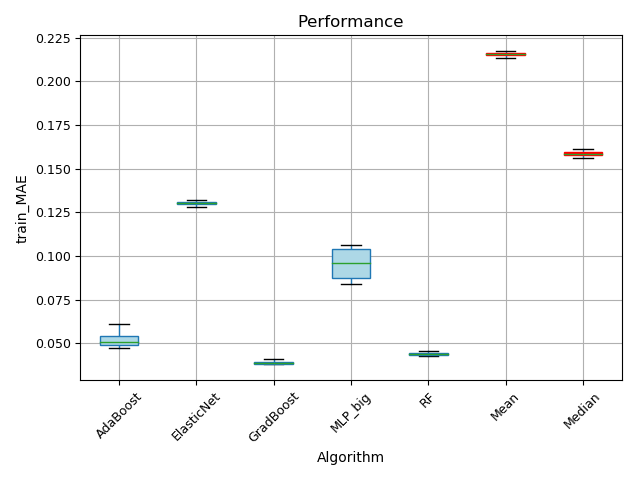 Performance
0.225
0.200
0.175
0.150
0.125
0.100
0.075
0.050
train_MAE
AdaBoost
ElasticNet
GradBoost
MLP_big
RF
Mean
Median
Algorithm